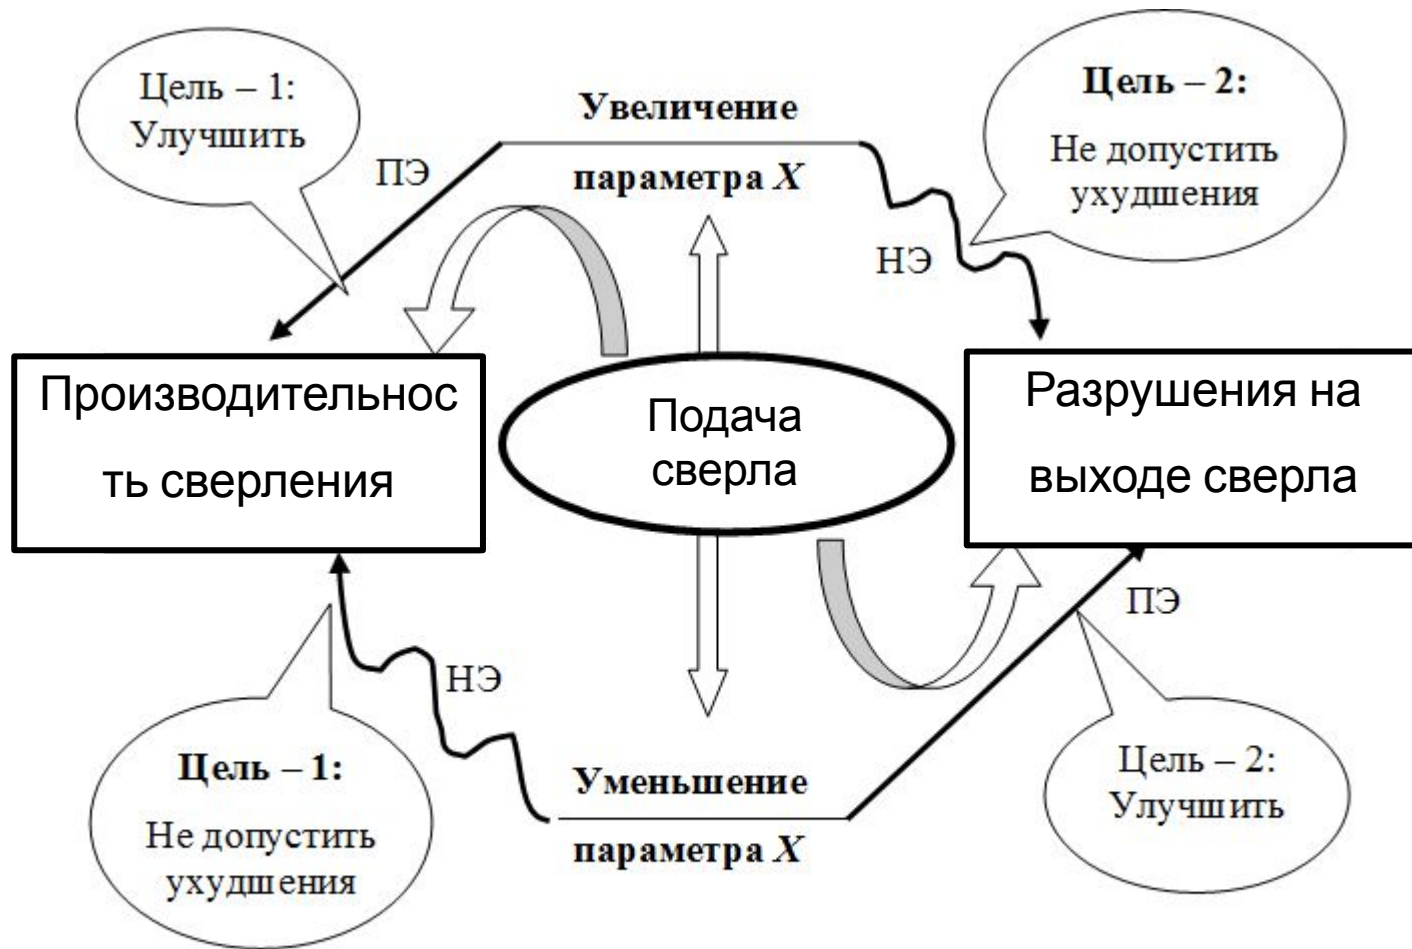 Цель – 1:
Улучшить
ПЭ
Увеличение
параметра X
Цель – 2:
Не допустить
ухудшения
НЭ
Производительнос
ть сверления
Подача
сверла
Разрушения на
выходе сверла
НЭ
ПЭ
Цель – 1:
Не допустить
ухудшения
Уменьшение
параметра X
Цель – 2:
Улучшить